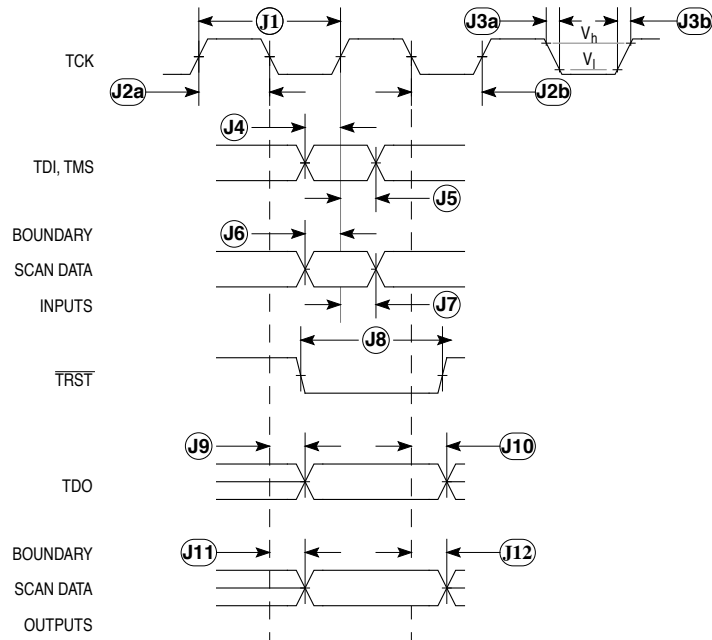 J1
J3a
J3b
Vh
TCK
Vl
J2a
J2b
J4
TDI, TMS
J5
BOUNDARY
J6
SCAN DATA
INPUTS
J7
J8
TRST
J9
J10
TDO
BOUNDARY
J11
J12
SCAN DATA
OUTPUTS